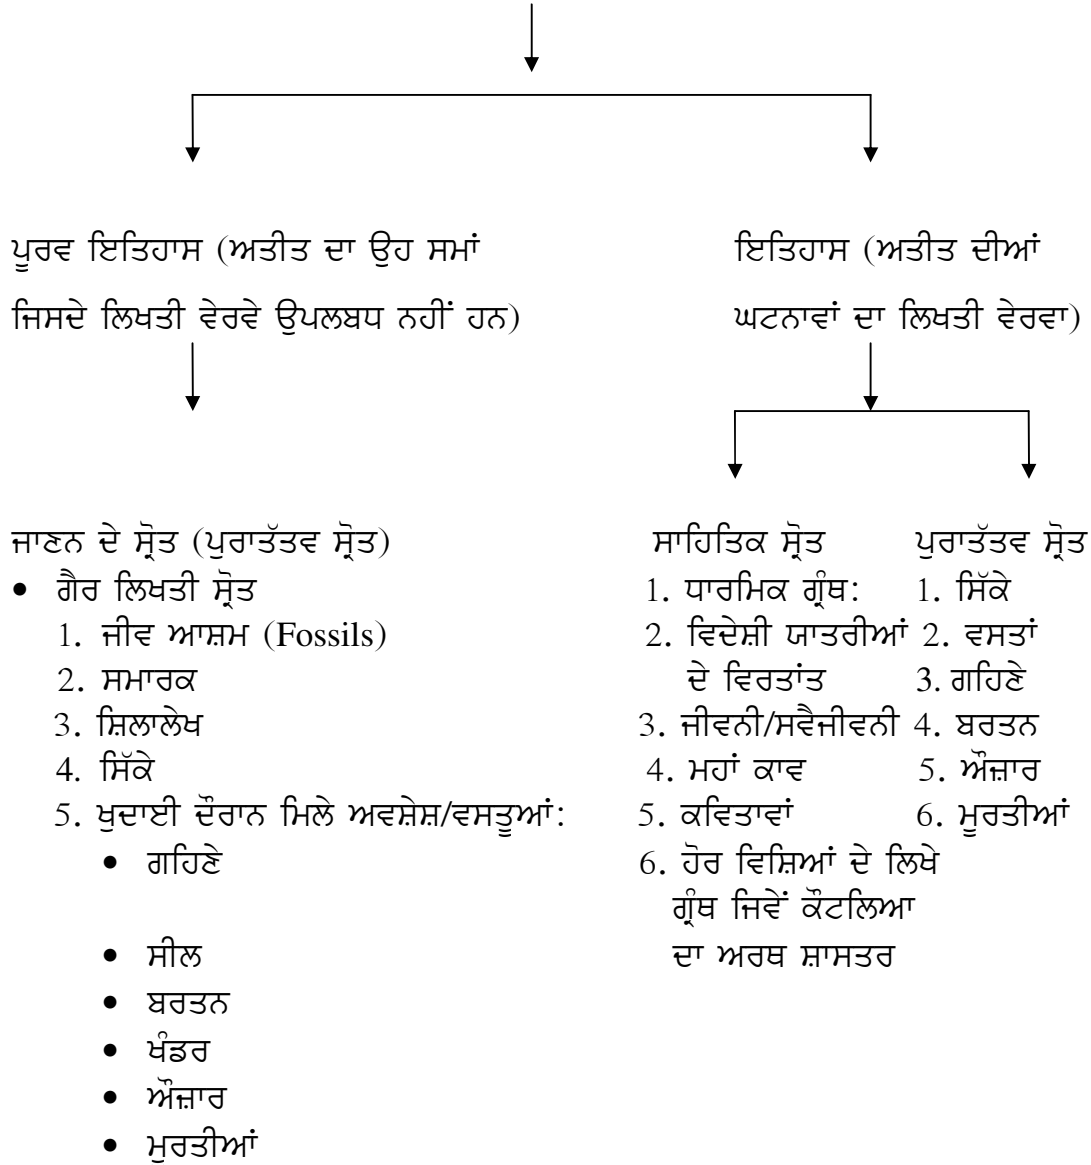 ਪੂਰਵ ਇਤਿਹਾਸ (ਅਤੀਤ ਦਾ ਉਹ ਸਮਾਂ
ਜਿਸਦੇ ਲਿਖਤੀ ਵੇਰਵੇ ਉਪਲਬਧ ਨਹੀਂ ਹਨ)
ਇਤਿਹਾਸ (ਅਤੀਤ ਦੀਆਂ
ਘਟਨਾਵਾਂ ਦਾ ਲਿਖਤੀ ਵੇਰਵਾ)
ਜਾਣਨ ਦੇ ਸ੍ਰੋਤ (ਪੁਰਾਤੱਤਵ ਸ੍ਰੋਤ)
• ਗੈਰ ਲਿਖਤੀ ਸ੍ਰੋਤ
1. ਜੀਵ ਆਸ਼ਮ (Fossils)
2. ਸਮਾਰਕ
3. ਸ਼ਿਲਾਲੇਖ
4. ਸਿੱਕੇ
5. ਖੁਦਾਈ ਦੌਰਾਨ ਮਿਲੇ ਅਵਸ਼ੇਸ਼/ਵਸਤੂਆਂ:
• ਗਹਿਣੇ
• ਸੀਲ
• ਬਰਤਨ
• ਖੰਡਰ
• ਔਜ਼ਾਰ
• ਮੁਰਤੀਆਂ
ਸਾਹਿਤਿਕ ਸ੍ਰੋਤ
1. ਧਾਰਮਿਕ ਗ੍ਰੰਥ:
2. ਵਿਦੇਸ਼ੀ ਯਾਤਰੀਆਂ
ਦੇ ਵਿਰਤਾਂਤ
3. ਜੀਵਨੀ/ਸਵੈਜੀਵਨੀ
4. ਮਹਾਂ ਕਾਵ
5. ਕਵਿਤਾਵਾਂ
6. ਹੋਰ ਵਿਸ਼ਿਆਂ ਦੇ ਲਿਖੇ
ਗ੍ਰੰਥ ਜਿਵੇਂ ਕੌਟਲਿਆ
ਦਾ ਅਰਥ ਸ਼ਾਸਤਰ
ਪੁਰਾਤੱਤਵ ਸ੍ਰੋਤ
1. ਸਿੱਕੇ
2. ਵਸਤਾਂ
3. ਗਹਿਣੇ
4. ਬਰਤਨ
5. ਔਜ਼ਾਰ
6. ਮੂਰਤੀਆਂ